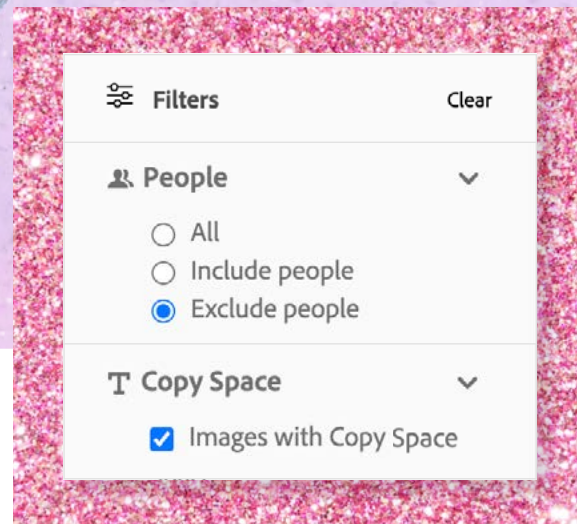 Filters
Clear
People
All
Include people
Exclude people
T Copy Space
Images with Copy Space